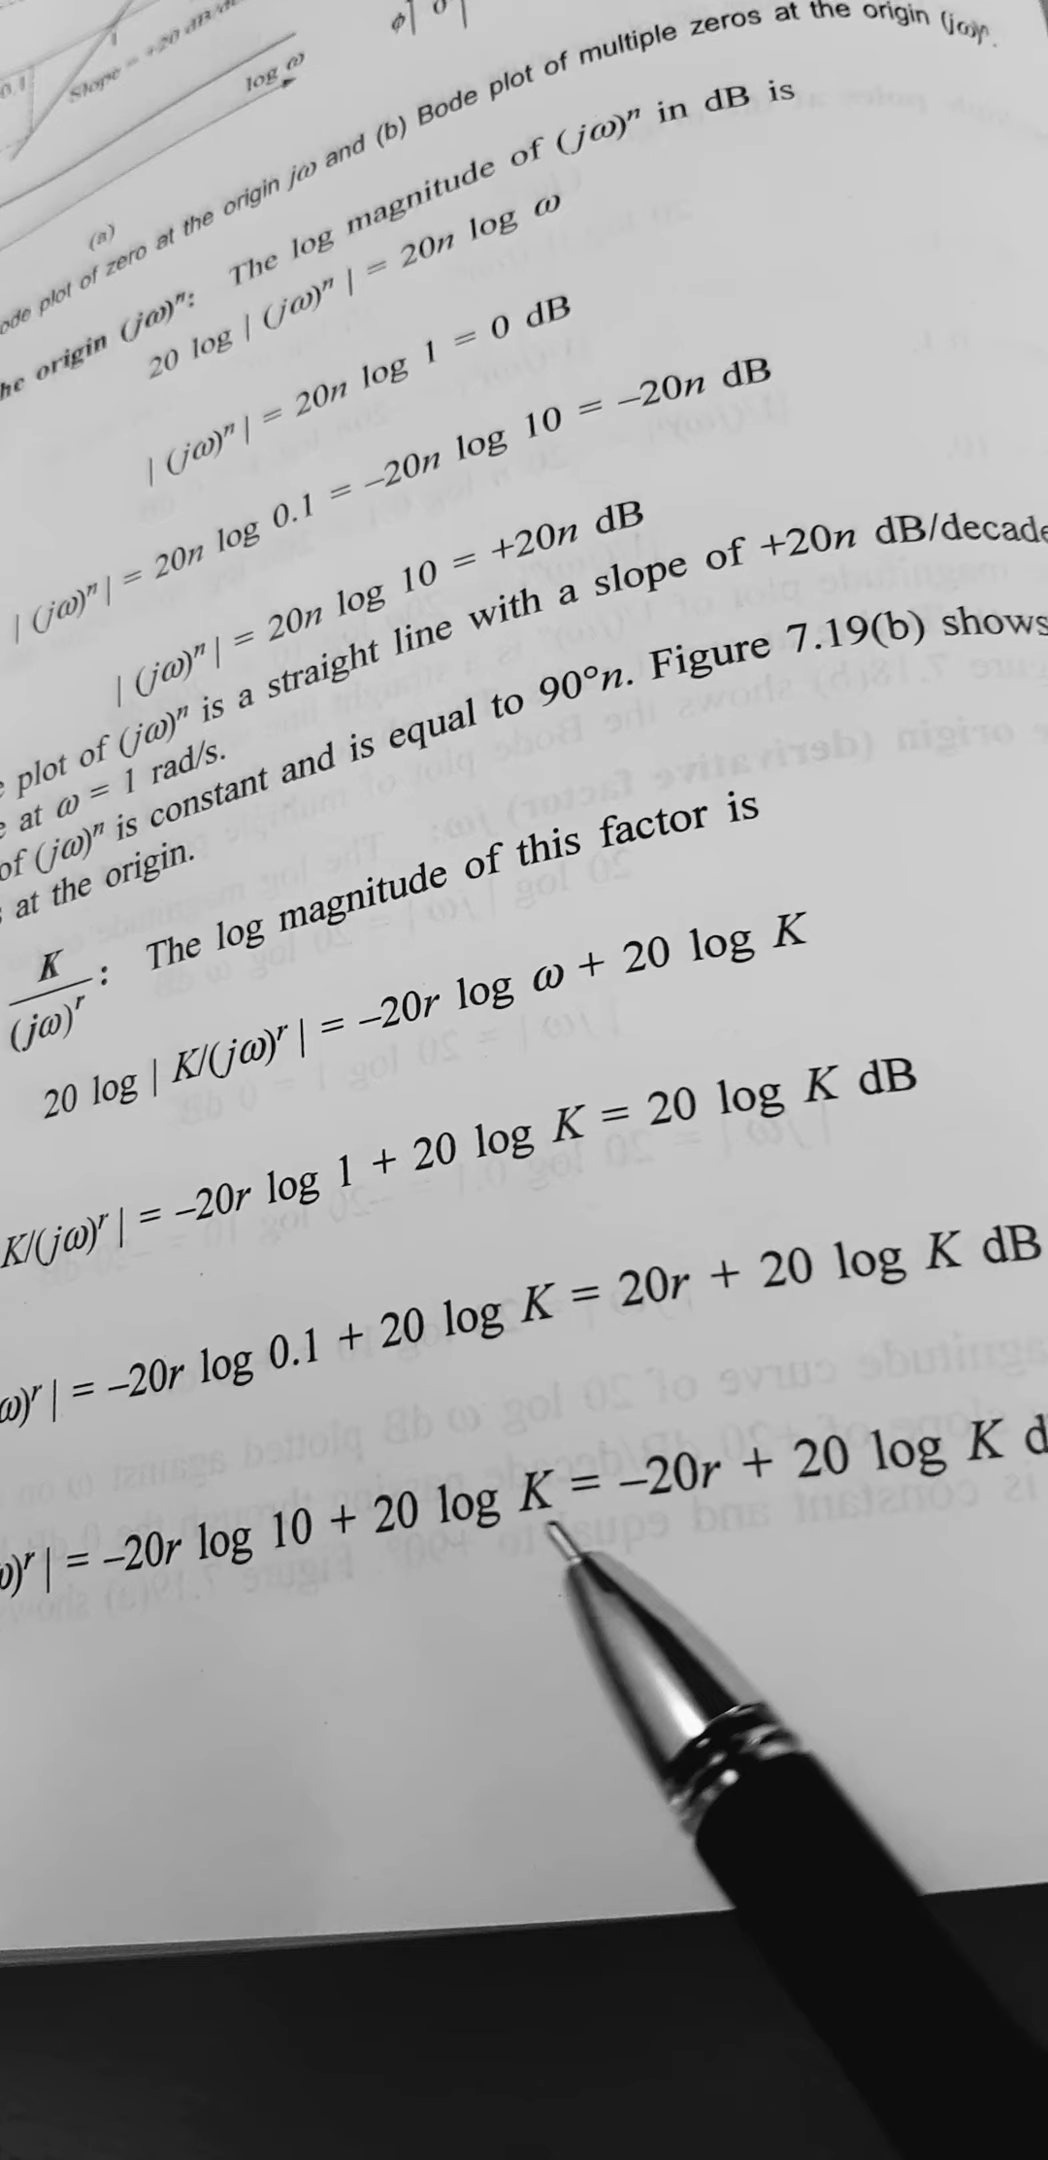 0.1
Slope = +20 dB/de
log ω
φ 0
(a)
ode plot of zero at the origin jω and (b) Bode plot of multiple zeros at the origin (jω)ⁿ.
he origin (jω)ⁿ: The log magnitude of (jω)ⁿ in dB is
20 log | (jω)ⁿ | = 20n log ω
| (jω)ⁿ | = 20n log 1 = 0 dB
| (jω)ⁿ | = 20n log 0.1 = –20n log 10 = –20n dB
| (jω)ⁿ | = 20n log 10 = +20n dB
e plot of (jω)ⁿ is a straight line with a slope of +20n dB/decade
e at ω = 1 rad/s.
of (jω)ⁿ is constant and is equal to 90°n. Figure 7.19(b) shows
s at the origin.
K/(jω)ʳ: The log magnitude of this factor is
20 log | K/(jω)ʳ | = –20r log ω + 20 log K
K/(jω)ʳ | = –20r log 1 + 20 log K = 20 log K dB
ω)ʳ | = –20r log 0.1 + 20 log K = 20r + 20 log K dB
ω)ʳ | = –20r log 10 + 20 log K = –20r + 20 log K d